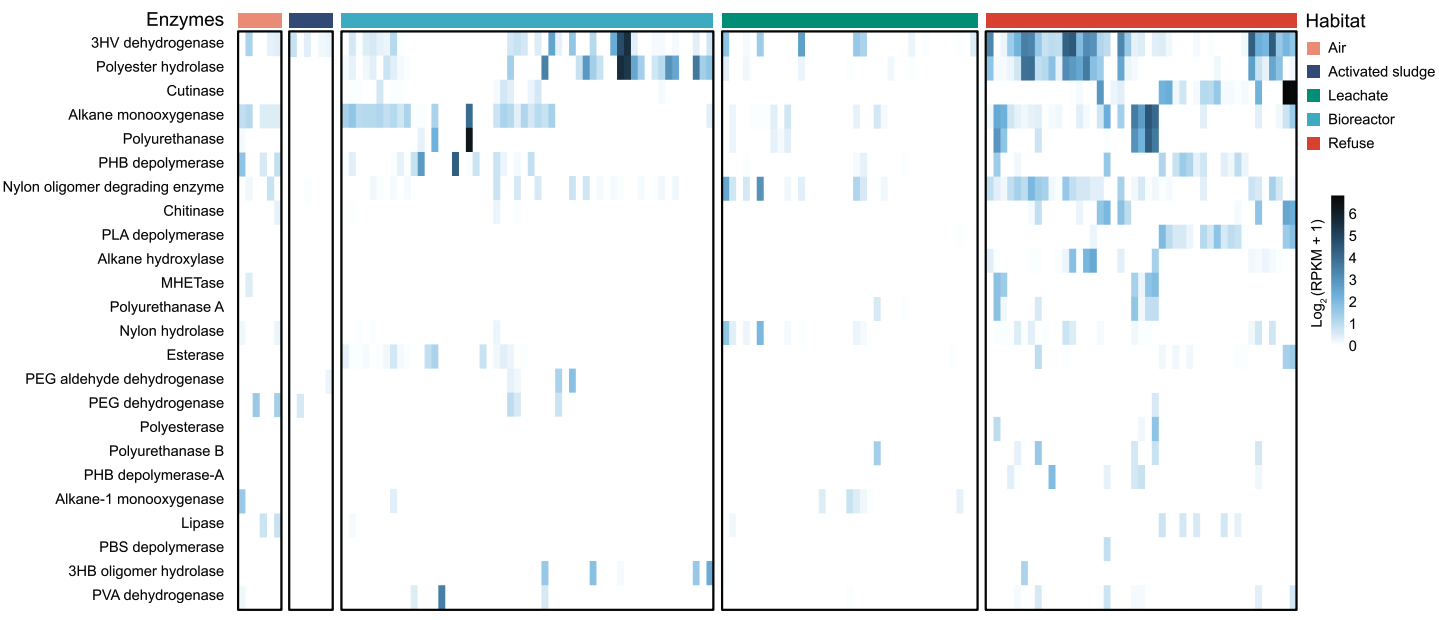 Enzymes
3HV dehydrogenase
Polyester hydrolase
Cutinase
Alkane monooxygenase
Polyurethanase
PHB depolymerase
Nylon oligomer degrading enzyme
Chitinase
PLA depolymerase
Alkane hydroxylase
MHETase
Polyurethanase A
Nylon hydrolase
Esterase
PEG aldehyde dehydrogenase
PEG dehydrogenase
Polyesterase
Polyurethanase B
PHB depolymerase-A
Alkane-1 monooxygenase
Lipase
PBS depolymerase
3HB oligomer hydrolase
PVA dehydrogenase
Habitat
Air
Activated sludge
Leachate
Bioreactor
Refuse
Log₂ (RPKM + 1)
6
5
4
3
2
1
0